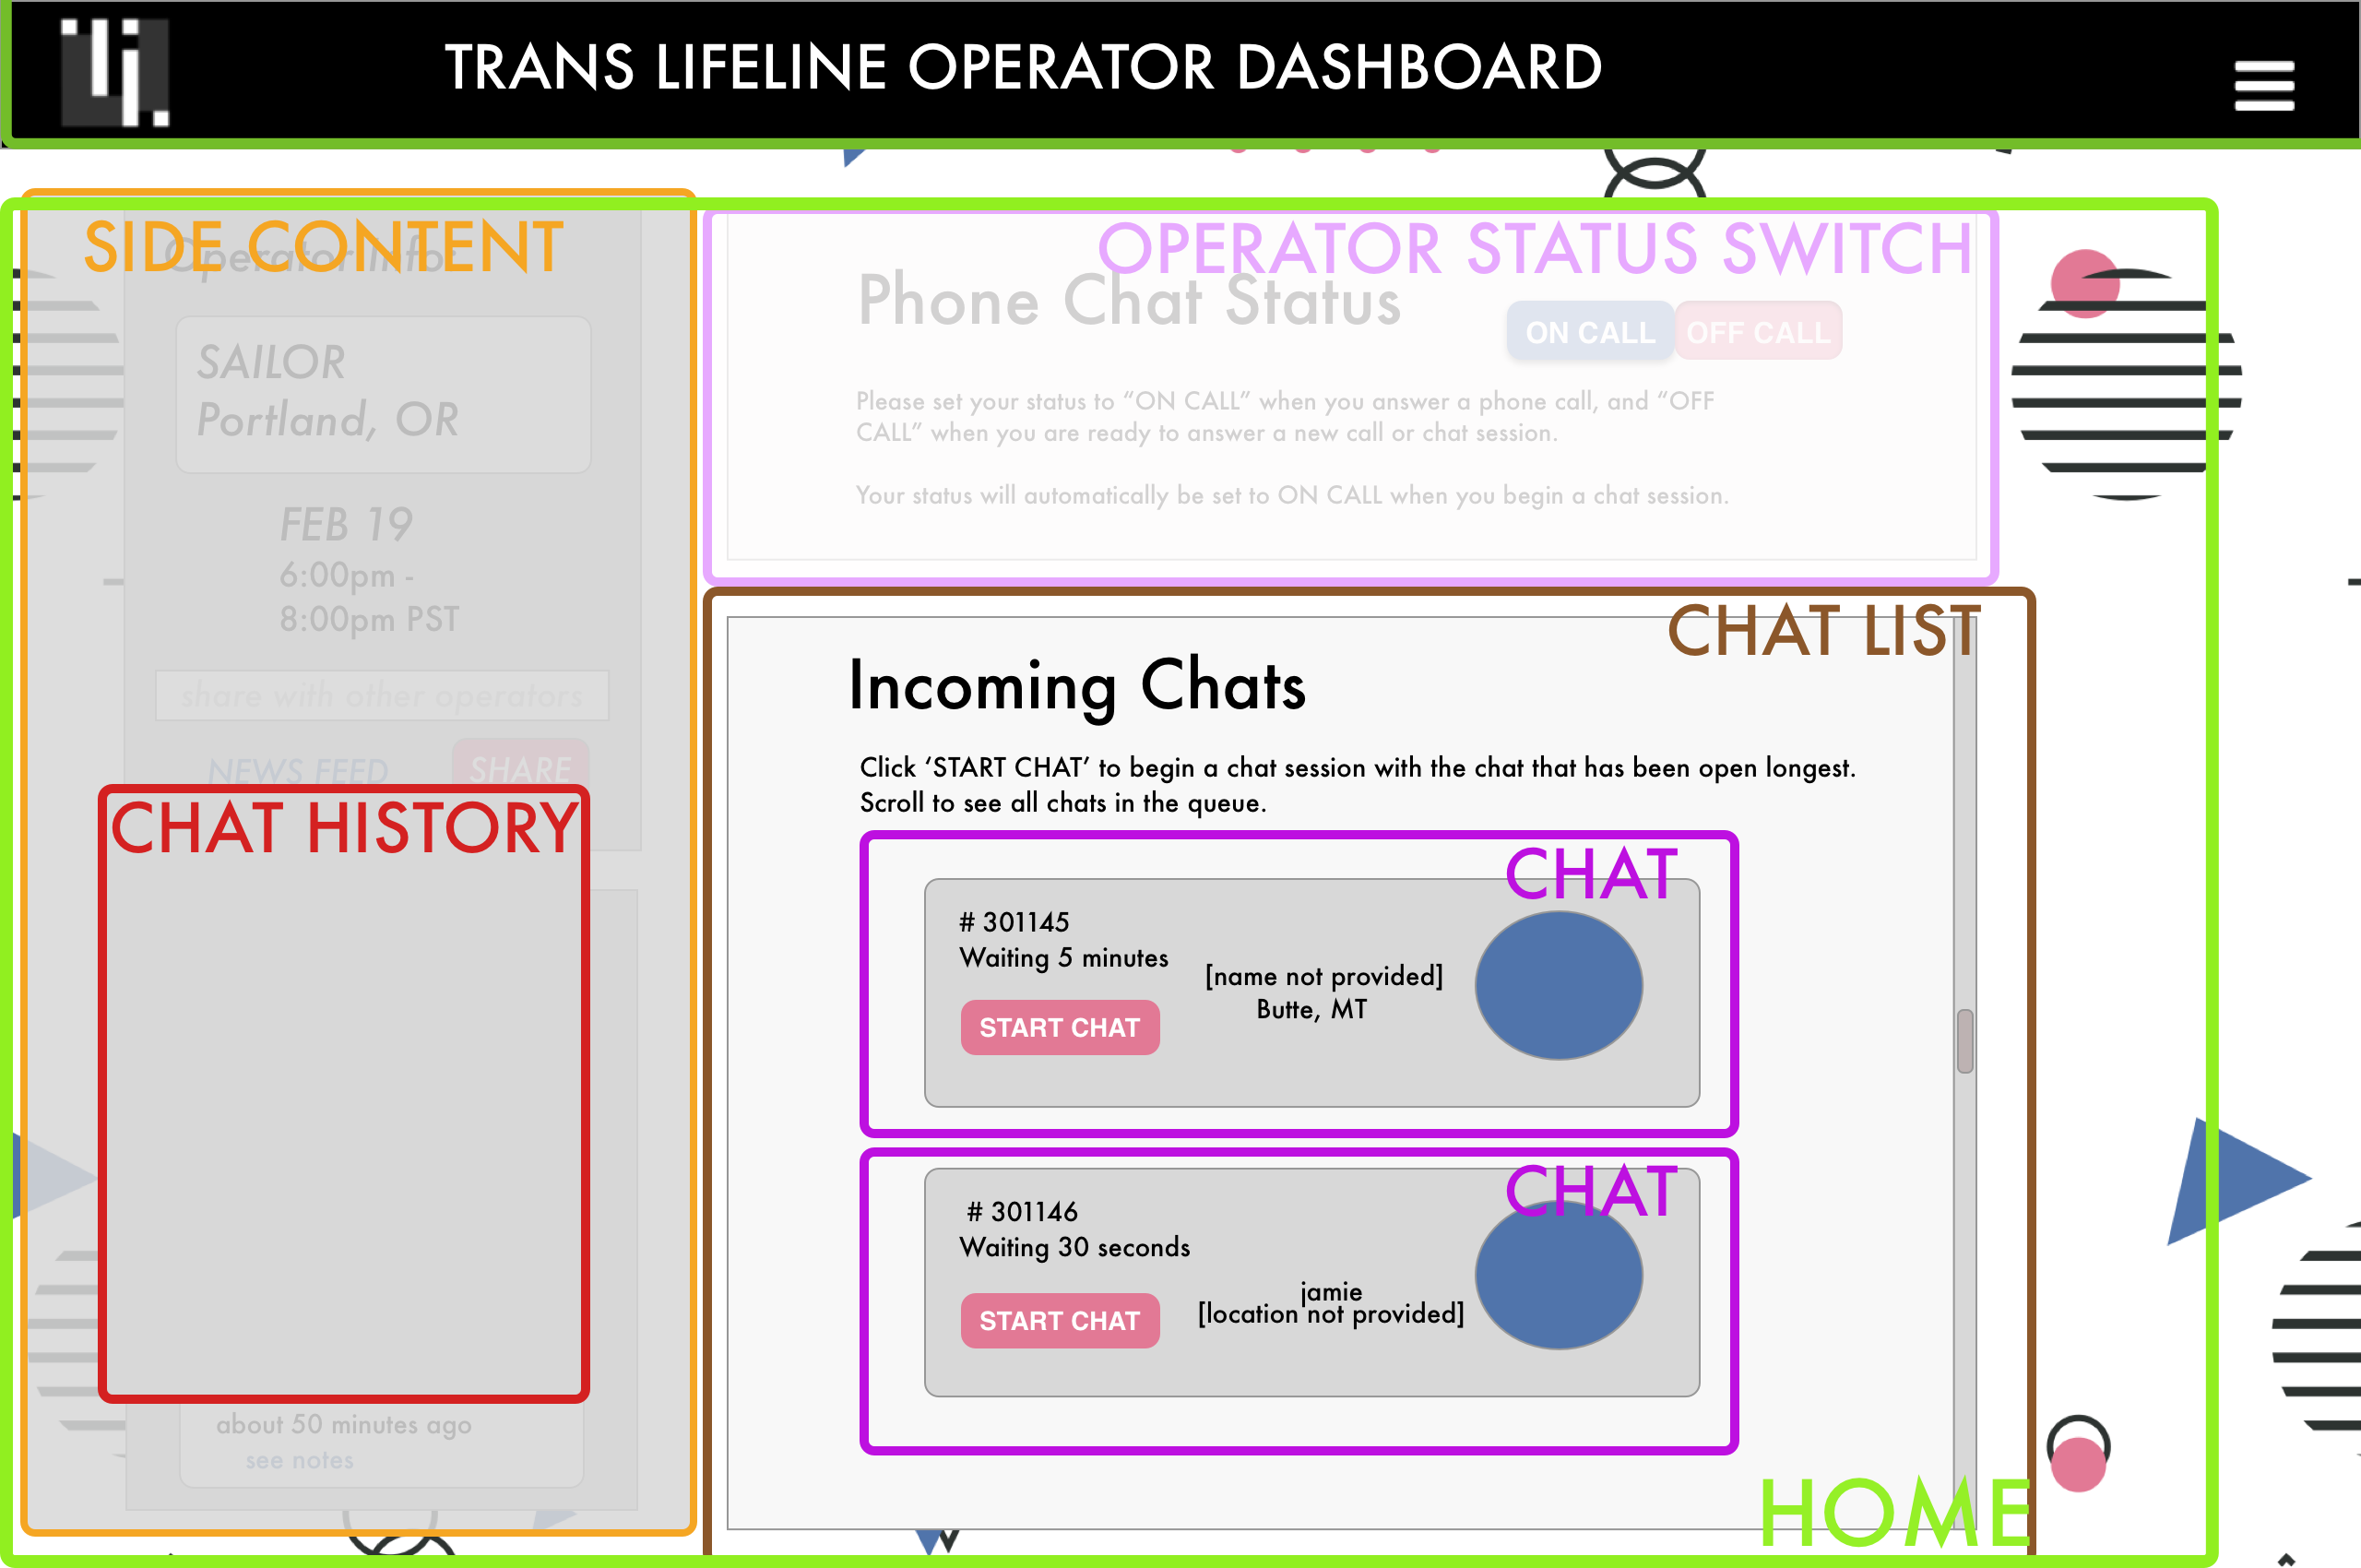 TRANS LIFELINE OPERATOR DASHBOARD
SIDE CONTENT
Operator Info
SAILOR
Portland, OR
FEB 19
6:00pm -
8:00pm PST
share with other operators
NEWS FEED
SHARE
CHAT HISTORY
about 50 minutes ago
see notes
OPERATOR STATUS SWITCH
Phone Chat Status
ON CALL
OFF CALL
Please set your status to “ON CALL” when you answer a phone call, and “OFF
CALL” when you are ready to answer a new call or chat session.
Your status will automatically be set to ON CALL when you begin a chat session.
CHAT LIST
Incoming Chats
Click ‘START CHAT’ to begin a chat session with the chat that has been open longest.
Scroll to see all chats in the queue.
CHAT
# 301145
Waiting 5 minutes
[name not provided]
Butte, MT
START CHAT
CHAT
# 301146
Waiting 30 seconds
jamie
[location not provided]
START CHAT
HOME